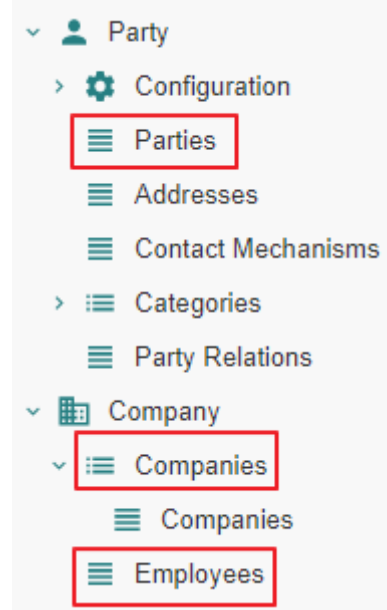 Party
Configuration
Parties
Addresses
Contact Mechanisms
Categories
Party Relations
Company
Companies
Companies
Employees